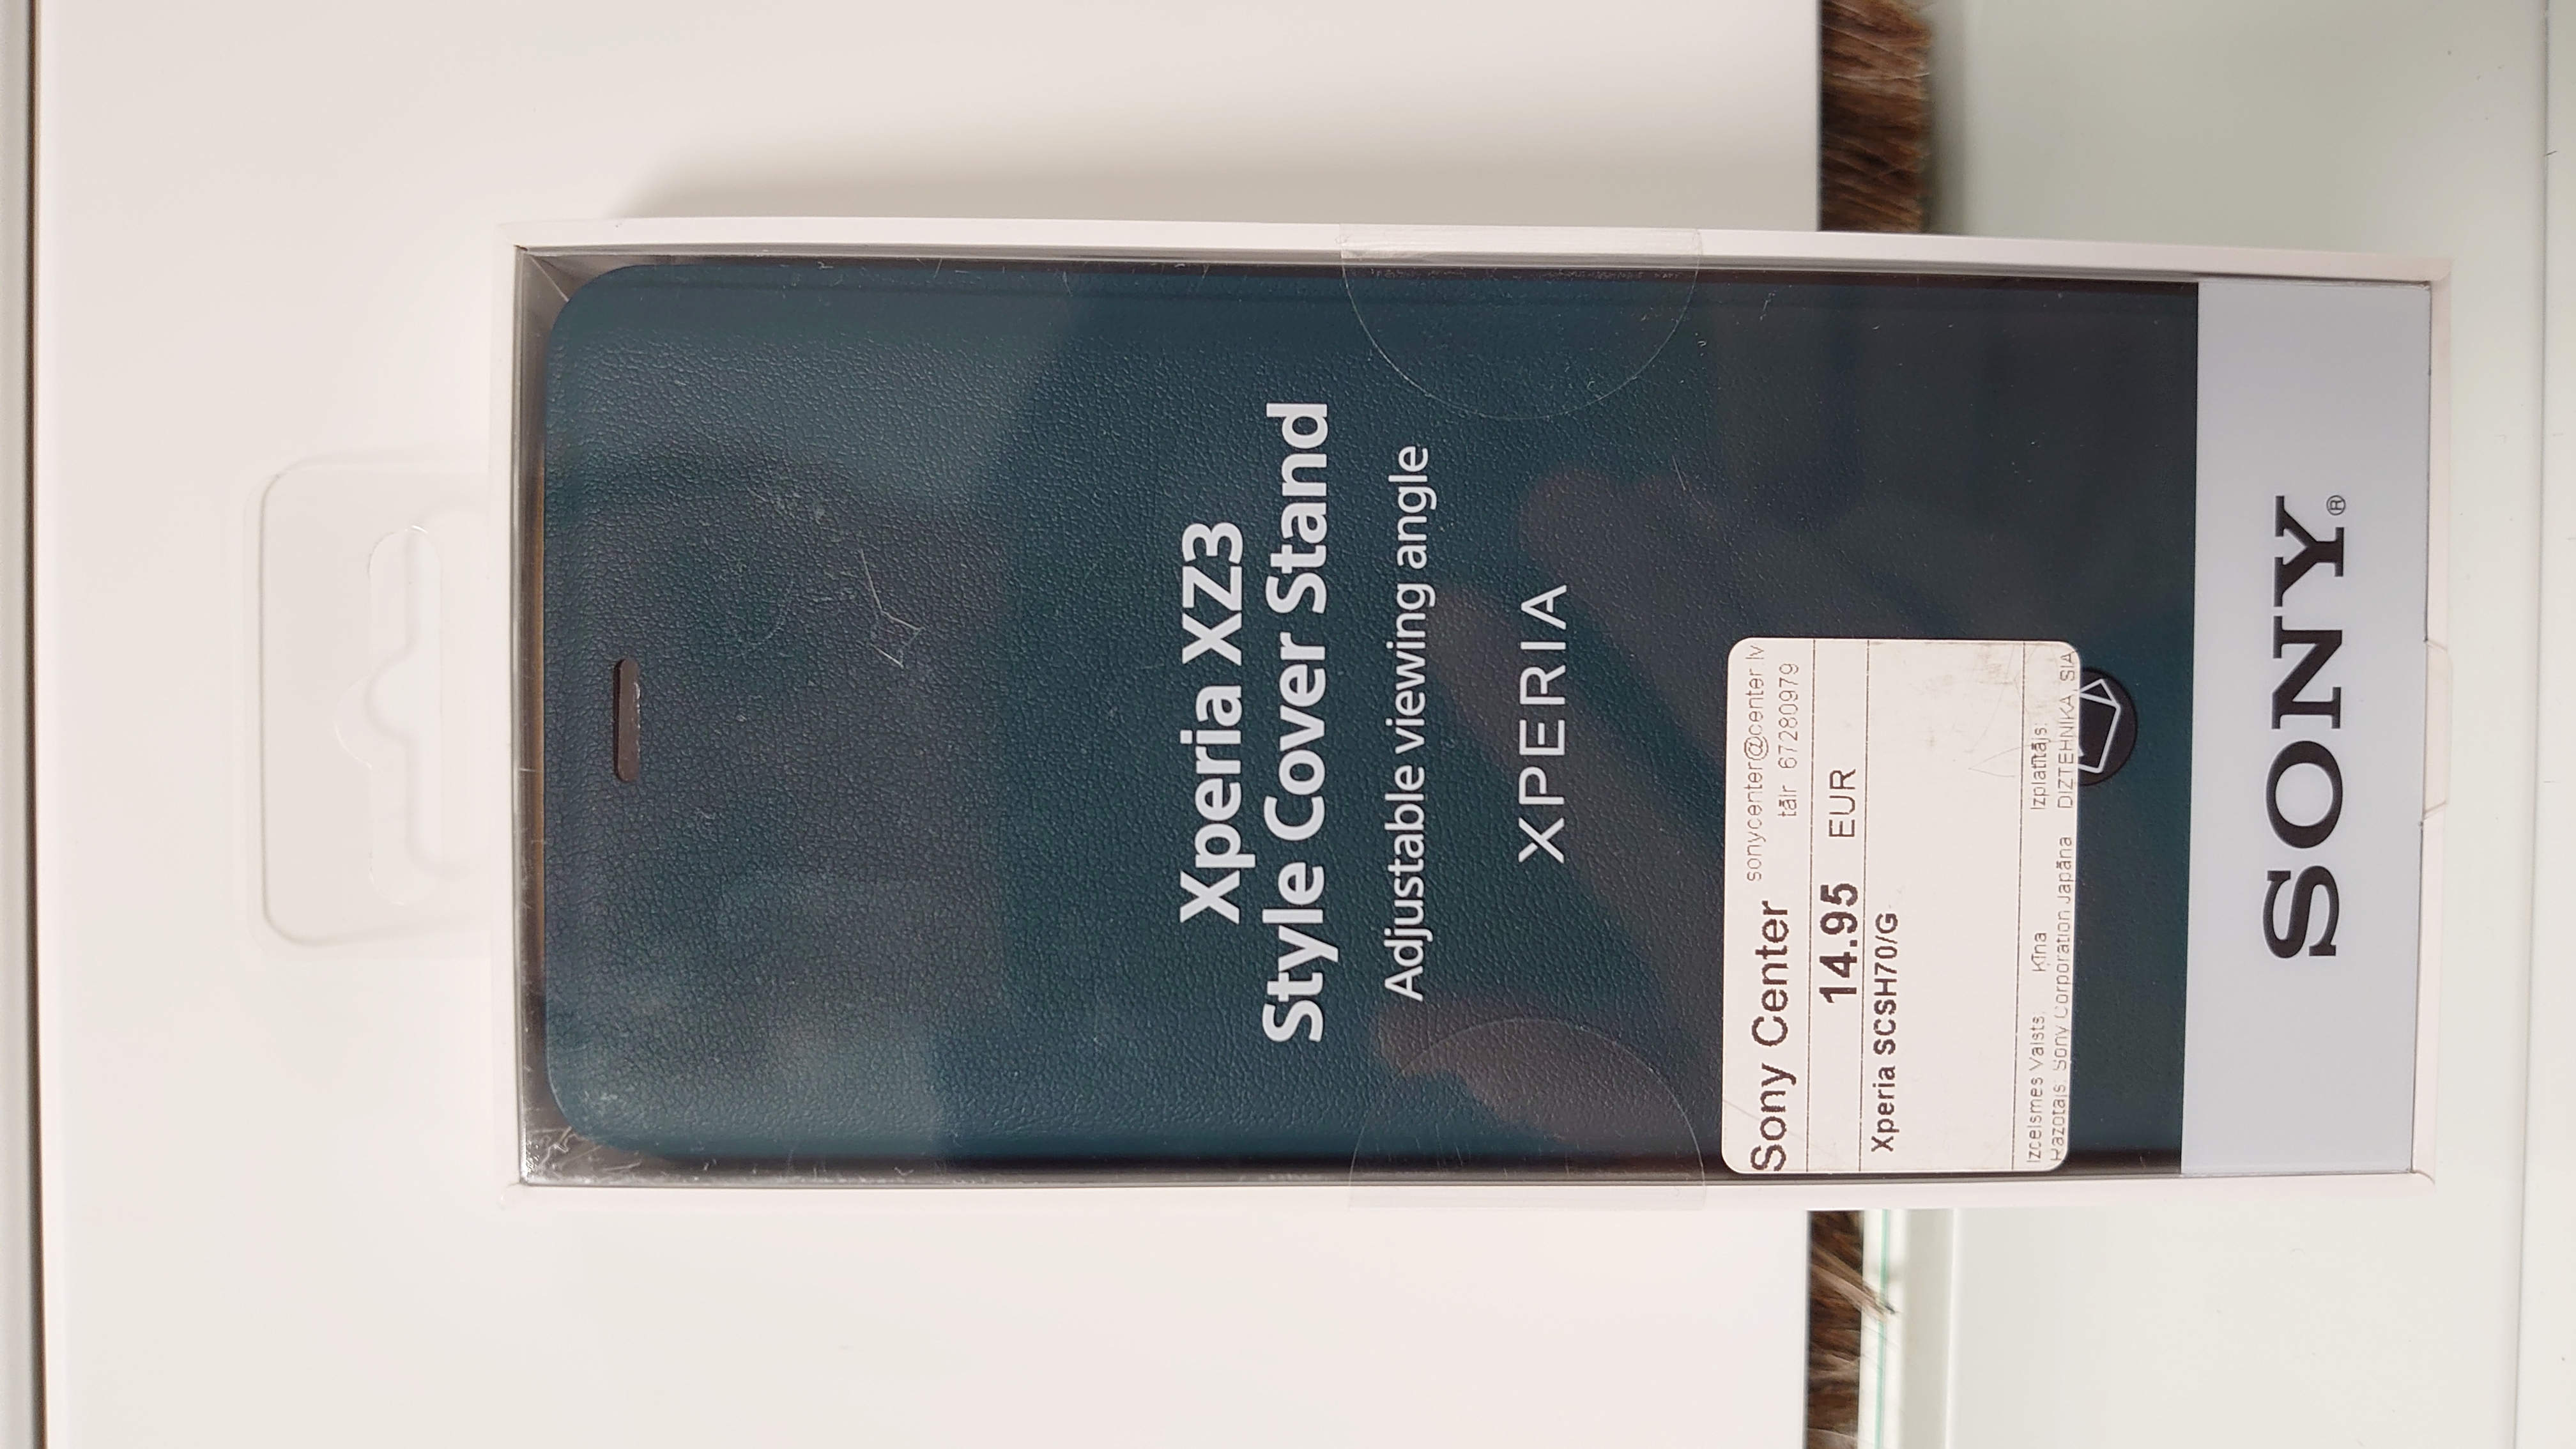 Xperia XZ3
Style Cover Stand
Adjustable viewing angle
XPERIA
Sony Center sonycenter@center.lv
tālr 67280979
14.95 EUR
Xperia SCSH70/G
Izcelsmes Valsts: Ķīna Izplatītājs:
Ražotājs: Sony Corporation Japāna DIZTEHNIKA, SIA
SONY®